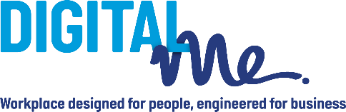 DIGITAL
me.
Workplace designed for people, engineered for business